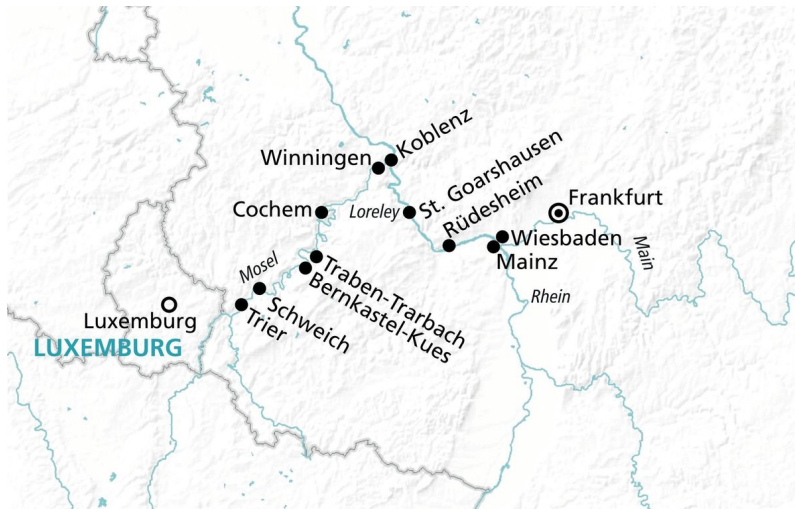 Koblenz
Winningen
St. Goarshausen
Rüdesheim
Frankfurt
Cochem
Loreley
Wiesbaden
Mainz
Main
Mosel
Traben-Trarbach
Bernkastel-Kues
Rhein
Schweich
Trier
Luxemburg
LUXEMBURG